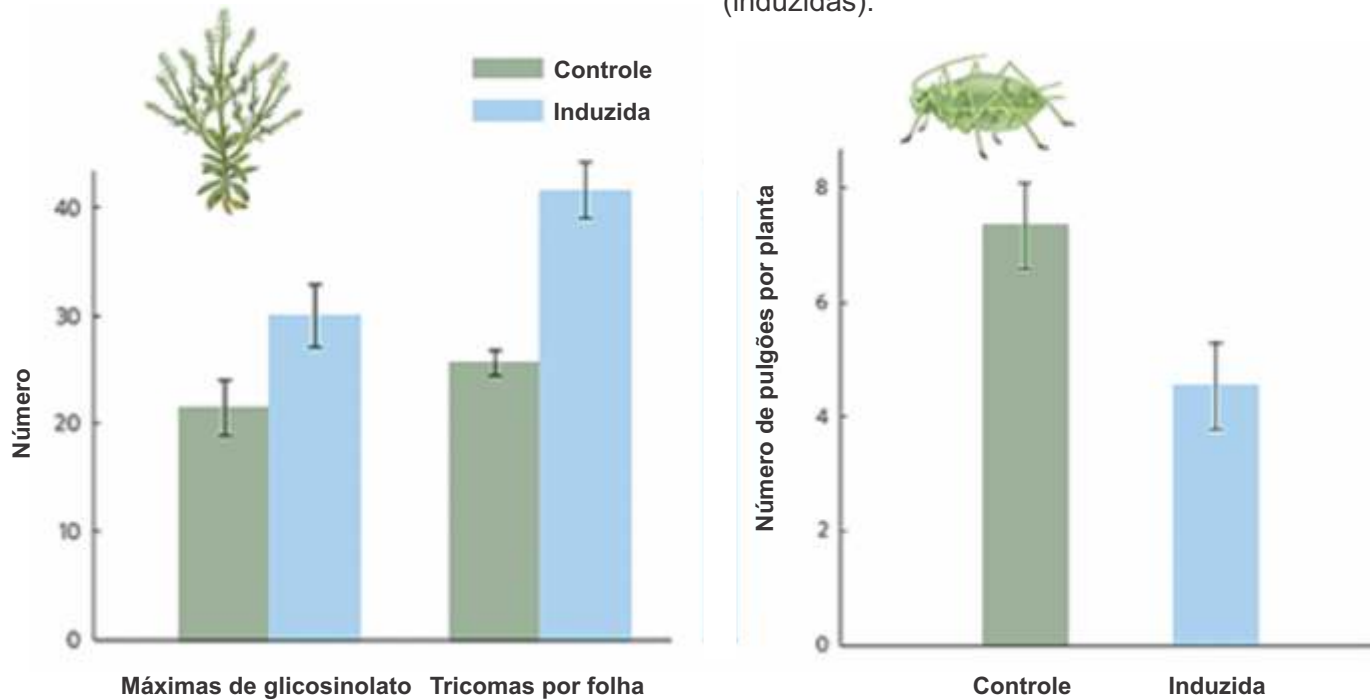 (induzidas).
Controle
Induzida
Número
40
30
20
10
0
Máximas de glicosinolato
Tricomas por folha
Número de pulgões por planta
8
6
4
2
0
Controle
Induzida